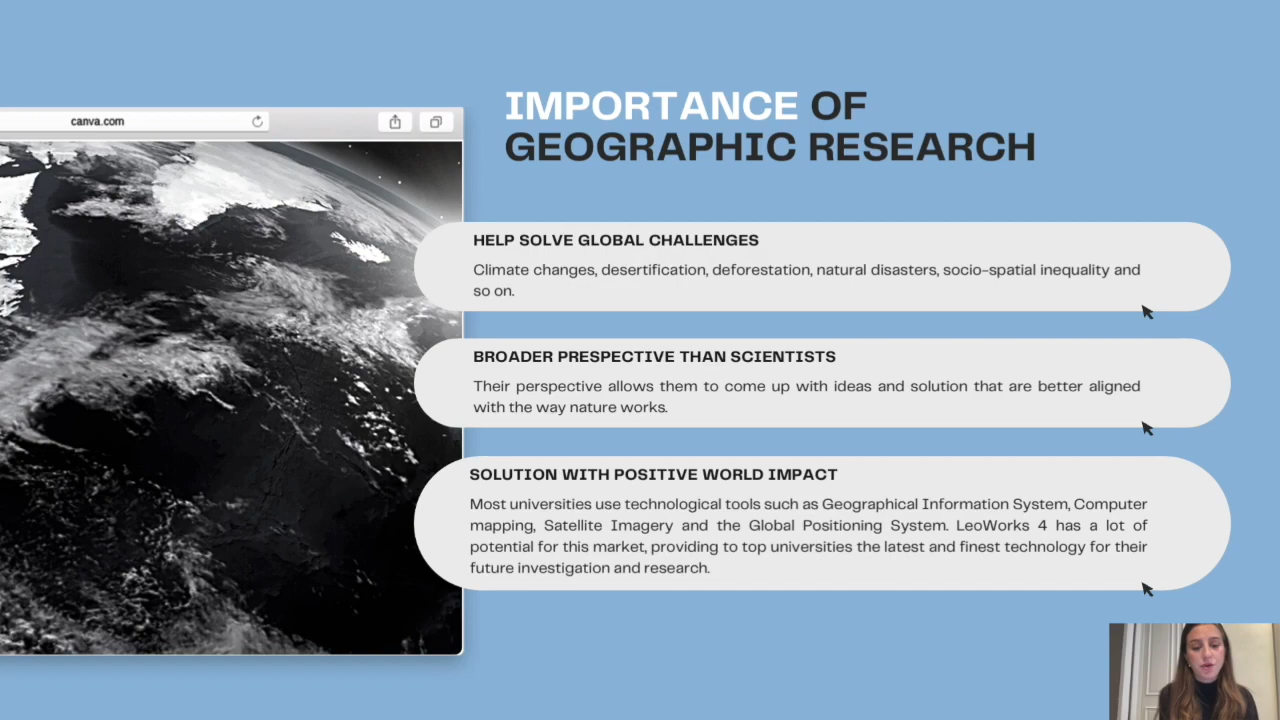 canva.com
IMPORTANCE OF
GEOGRAPHIC RESEARCH
HELP SOLVE GLOBAL CHALLENGES
Climate changes, desertification, deforestation, natural disasters, socio-spatial inequality and
so on.
BROADER PRESPECTIVE THAN SCIENTISTS
Their perspective allows them to come up with ideas and solution that are better aligned
with the way nature works.
SOLUTION WITH POSITIVE WORLD IMPACT
Most universities use technological tools such as Geographical Information System, Computer
mapping, Satellite Imagery and the Global Positioning System. LeoWorks 4 has a lot of
potential for this market, providing to top universities the latest and finest technology for their
future investigation and research.